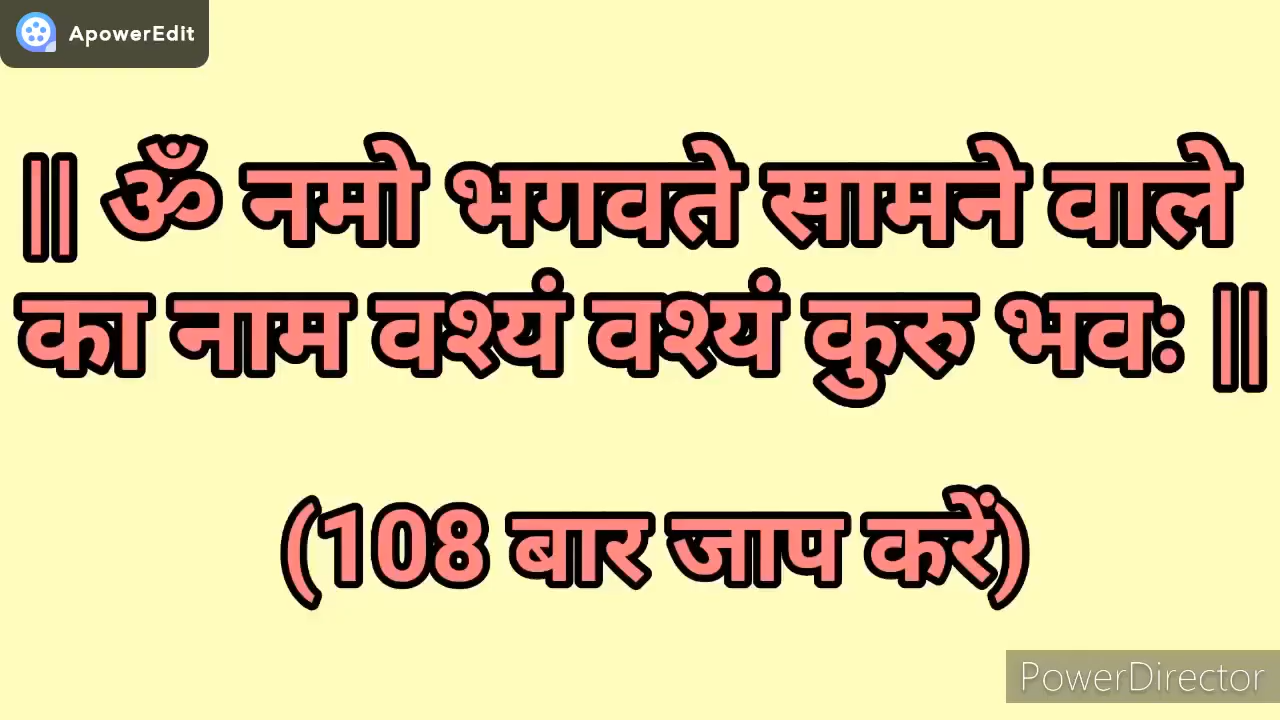 ApowerEdit
|| ॐ नमो भगवते सामने वाले
का नाम वश्यं वश्यं कुरु भवः ||
(108 बार जाप करें)
PowerDirector